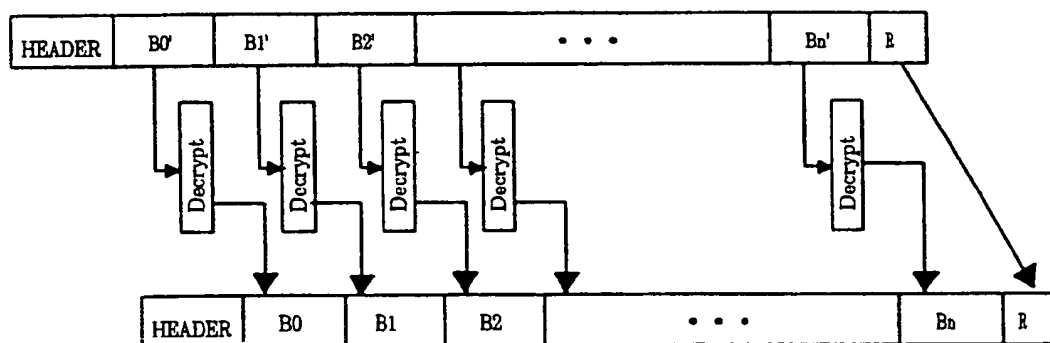 HEADER B0' B1' B2' • • • Bn' R
Decrypt Decrypt Decrypt Decrypt Decrypt
HEADER B0 B1 B2 • • • Bn R